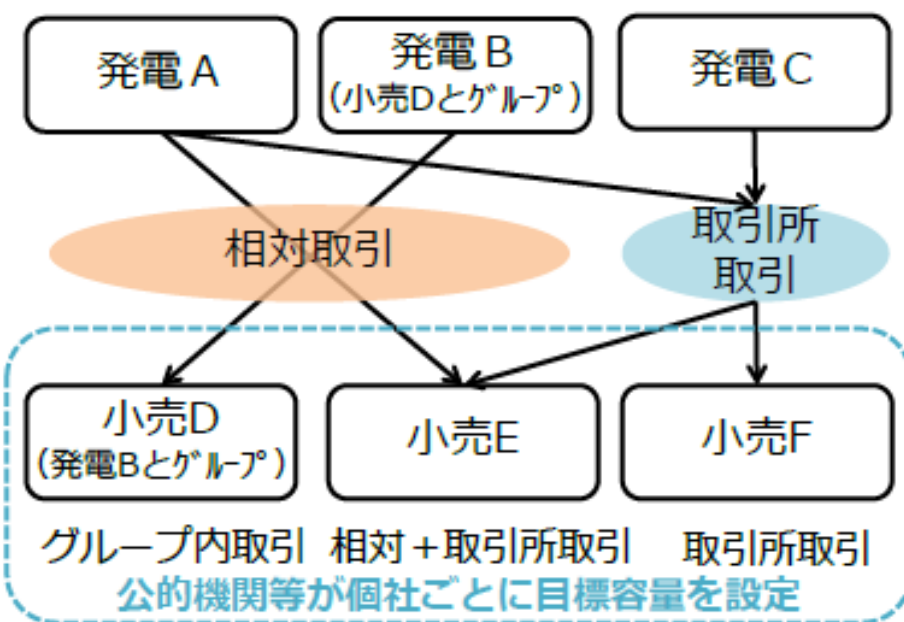 発電A
発電B
(小売Dとグループ)
発電C
相対取引
取引所
取引
小売D
(発電Bとグループ)
小売E
小売F
グループ内取引
相対+取引所取引
取引所取引
公的機関等が個社ごとに目標容量を設定